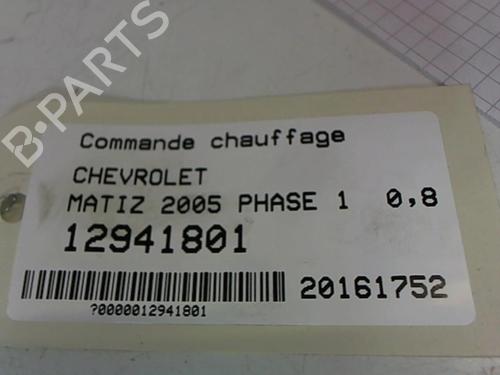 B-PARTS
Commande chauffage
CHEVROLET
MATIZ 2005 PHASE 1 0,8
12941801
20161752
?0000012941801